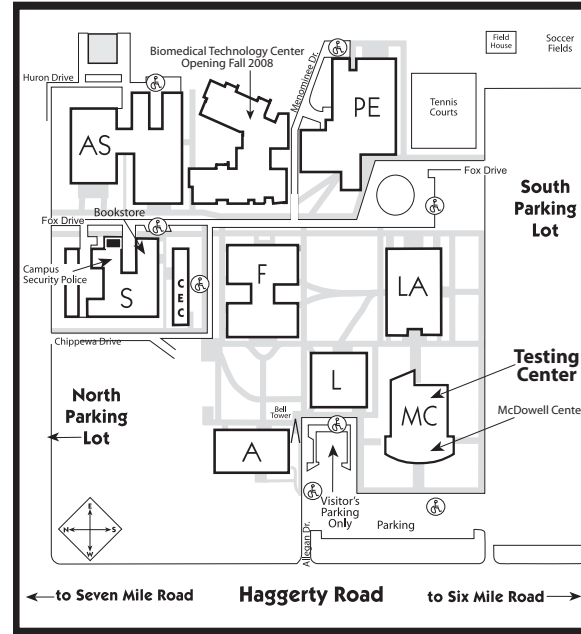 Biomedical Technology Center
Opening Fall 2008
Menominee Dr.
Field
House
Soccer
Fields
Huron Drive
PE
Tennis
Courts
AS
Fox Drive
Bookstore
Fox Drive
South
Parking
Lot
Campus
Security Police
S
C
E
C
F
LA
Chippewa Drive
Testing
Center
L
North
Parking
Lot
Bell
Tower
MC
McDowell Center
A
Visitor's
Parking
Only
Allegan Dr.
Parking
E
N
S
W
to Seven Mile Road
Haggerty Road
to Six Mile Road